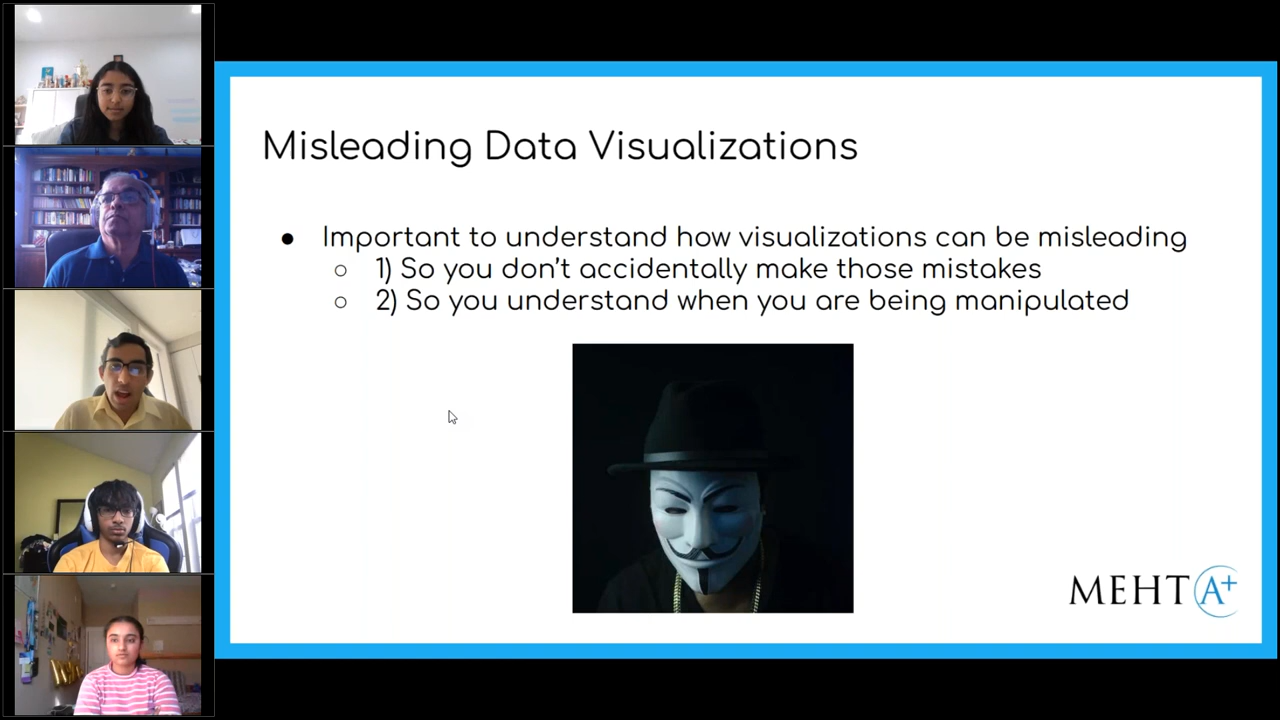 Misleading Data Visualizations
● Important to understand how visualizations can be misleading
○ 1) So you don't accidentally make those mistakes
○ 2) So you understand when you are being manipulated
MEHTA+